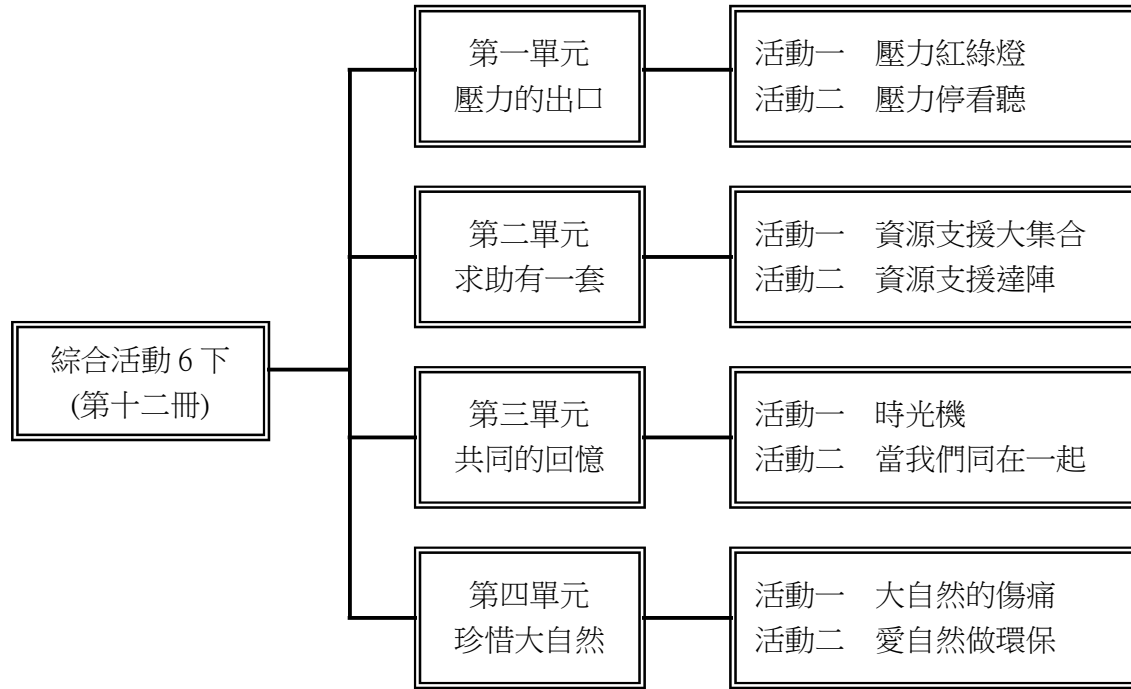 綜合活動 6 下
(第十二冊)
第一單元
壓力的出口
活動一　壓力紅綠燈
活動二　壓力停看聽
第二單元
求助有一套
活動一　資源支援大集合
活動二　資源支援達陣
第三單元
共同的回憶
活動一　時光機
活動二　當我們同在一起
第四單元
珍惜大自然
活動一　大自然的傷痛
活動二　愛自然做環保